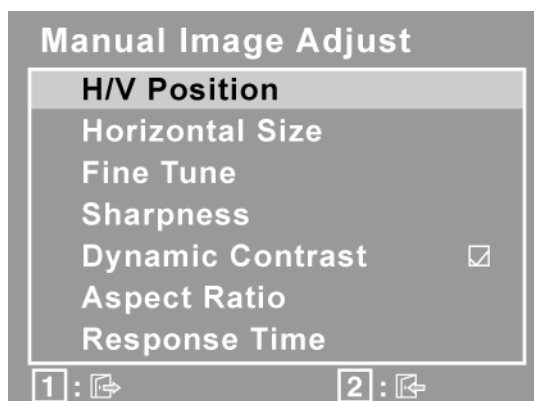 Manual Image Adjust
H/V Position
Horizontal Size
Fine Tune
Sharpness
Dynamic Contrast
Aspect Ratio
Response Time
1 : 2 :